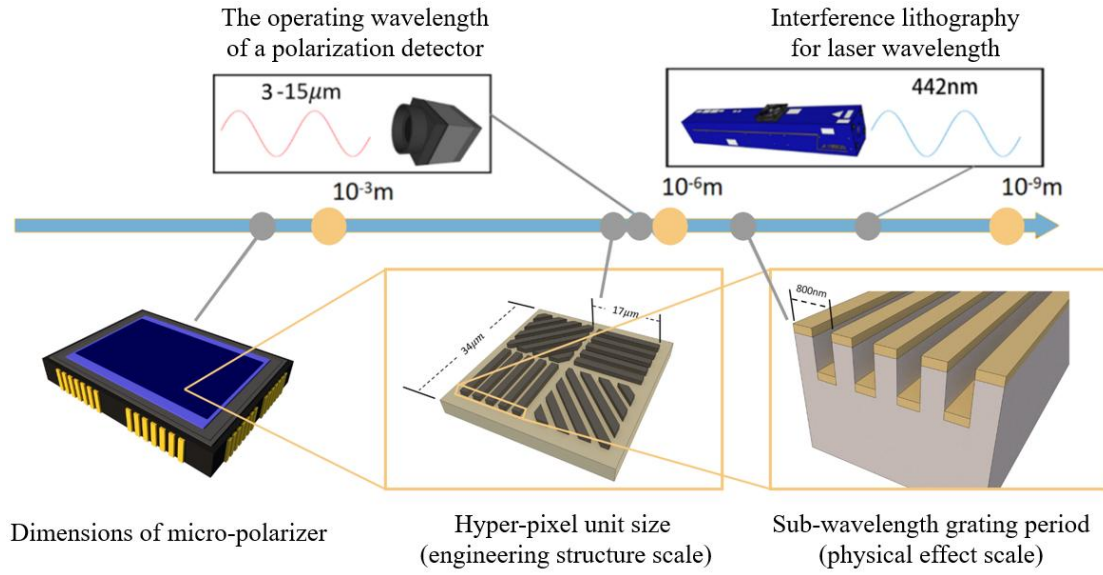 The operating wavelength
of a polarization detector
Interference lithography
for laser wavelength
3-15μm
442nm
10-3m
10-6m
10-9m
800nm
17μm
34μm
Dimensions of micro-polarizer
Hyper-pixel unit size
(engineering structure scale)
Sub-wavelength grating period
(physical effect scale)